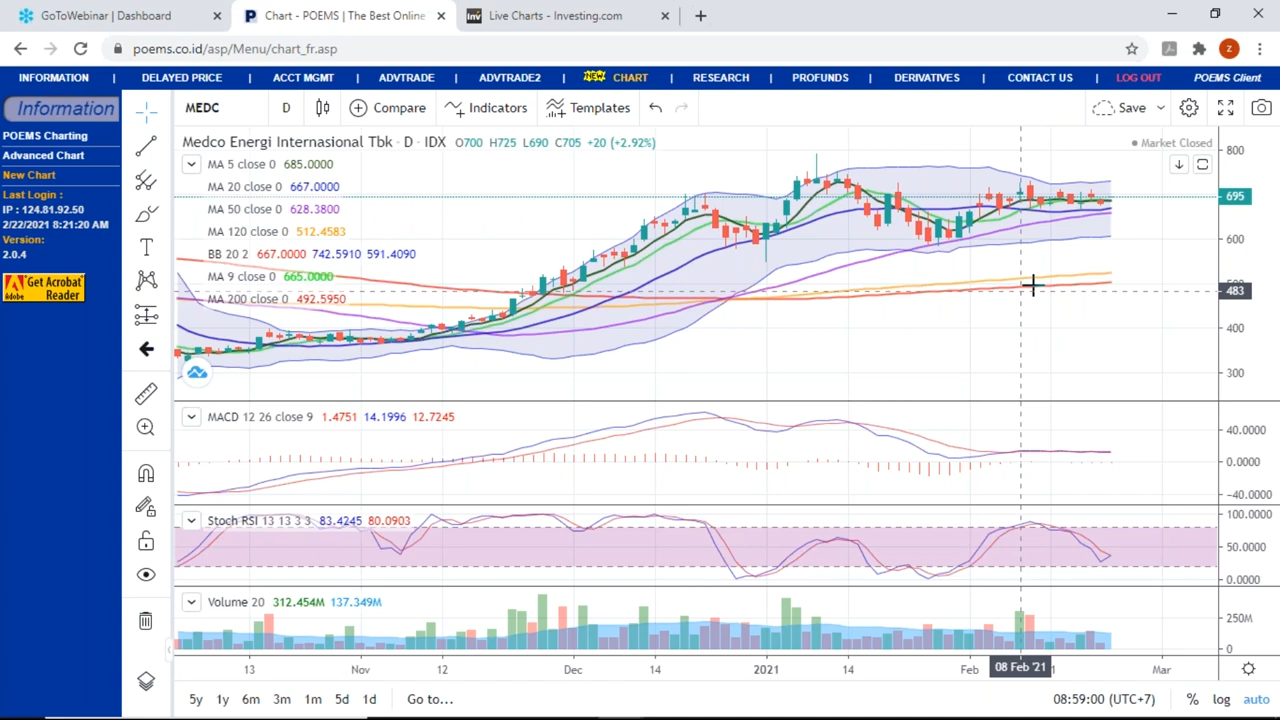 GoToWebinar | Dashboard
Chart - POEMS | The Best Online
Live Charts - Investing.com
poems.co.id/asp/Menu/chart_fr.asp
INFORMATION | DELAYED PRICE | ACCT MGMT | ADVTRADE | ADVTRADE2 | NEW CHART | RESEARCH | PROFUNDS | DERIVATIVES | CONTACT US | LOG OUT POEMS Client
Information
POEMS Charting
Advanced Chart
New Chart
Last Login :
IP : 124.81.92.50
2/22/2021 8:21:20 AM
Version:
2.0.4
Get Acrobat
Reader
Adobe
MEDC D Compare Indicators Templates Save
Medco Energi Internasional Tbk · D · IDX O700 H725 L690 C705 +20 (+2.92%)
Market Closed
MA 5 close 0 685.0000
MA 20 close 0 667.0000
MA 50 close 0 628.3800
MA 120 close 0 512.4583
BB 20 2 667.0000 742.5910 591.4090
MA 9 close 0 665.0000
MA 200 close 0 492.5950
800
695
600
483
400
300
MACD 12 26 close 9 1.4751 14.1996 12.7245
40.0000
0.0000
−40.0000
Stoch RSI 13 13 3 3 83.4245 80.0903
100.0000
50.0000
0.0000
Volume 20 312.454M 137.349M
250M
0
13 Nov 12 Dec 14 2021 14 Feb 08 Feb '21 Mar
5y 1y 6m 3m 1m 5d 1d Go to... 08:59:00 (UTC+7) % log auto